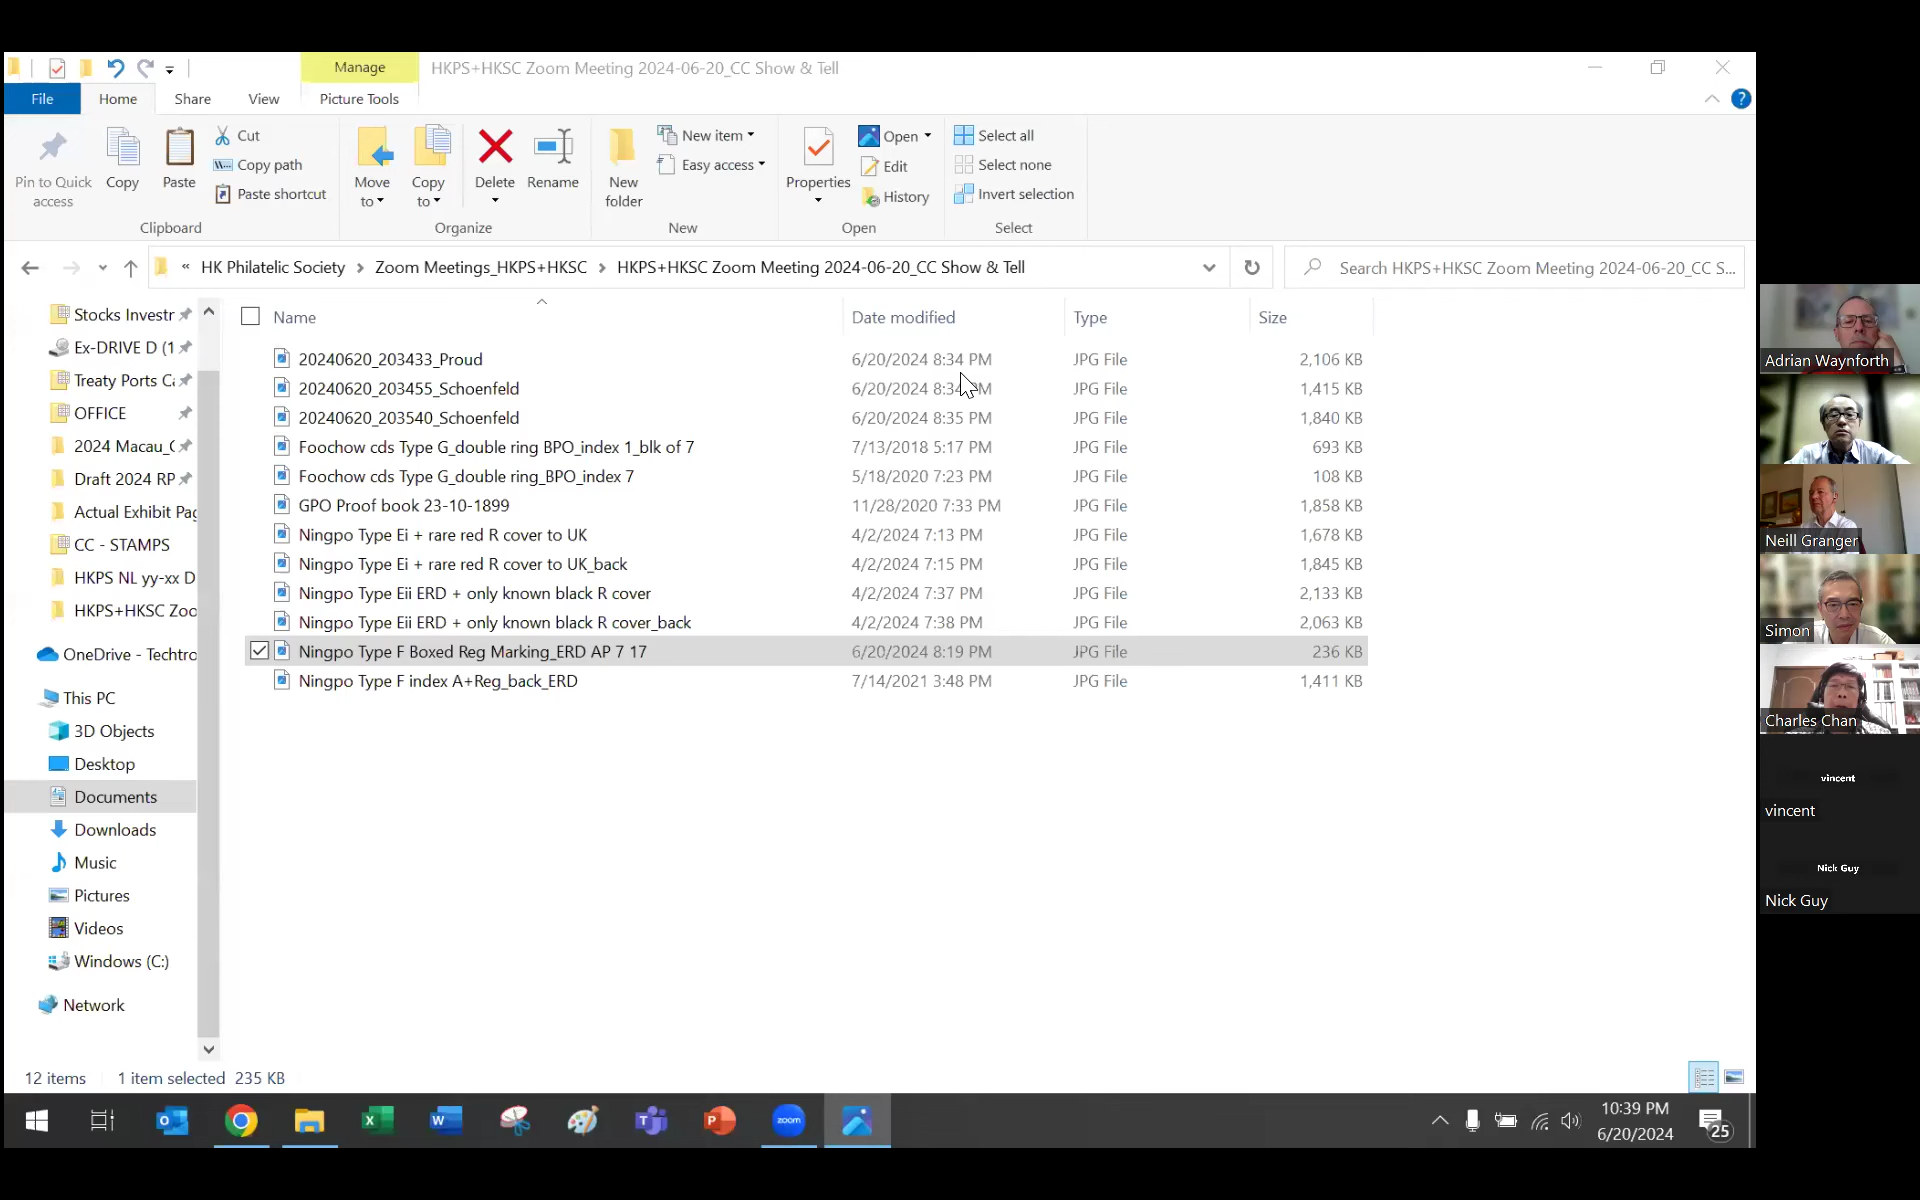 Manage
HKPS+HKSC Zoom Meeting 2024-06-20_CC Show & Tell
File
Home
Share
View
Picture Tools
Pin to Quick access
Copy
Paste
Cut
Copy path
Paste shortcut
Clipboard
Move to
Copy to
Delete
Rename
Organize
New folder
New item
Easy access
New
Properties
Open
Edit
History
Open
Select all
Select none
Invert selection
Select
« HK Philatelic Society > Zoom Meetings_HKPS+HKSC > HKPS+HKSC Zoom Meeting 2024-06-20_CC Show & Tell
Search HKPS+HKSC Zoom Meeting 2024-06-20_CC S...
Stocks Investr
Ex-DRIVE D (1
Treaty Ports Ca
OFFICE
2024 Macau_C
Draft 2024 RP
Actual Exhibit Pag
CC - STAMPS
HKPS NL yy-xx D
HKPS+HKSC Zoo
OneDrive - Techtro
This PC
3D Objects
Desktop
Documents
Downloads
Music
Pictures
Videos
Windows (C:)
Network
Name Date modified Type Size
20240620_203433_Proud 6/20/2024 8:34 PM JPG File 2,106 KB
20240620_203455_Schoenfeld 6/20/2024 8:34 PM JPG File 1,415 KB
20240620_203540_Schoenfeld 6/20/2024 8:35 PM JPG File 1,840 KB
Foochow cds Type G_double ring BPO_index 1_blk of 7 7/13/2018 5:17 PM JPG File 693 KB
Foochow cds Type G_double ring_BPO_index 7 5/18/2020 7:23 PM JPG File 108 KB
GPO Proof book 23-10-1899 11/28/2020 7:33 PM JPG File 1,858 KB
Ningpo Type Ei + rare red R cover to UK 4/2/2024 7:13 PM JPG File 1,678 KB
Ningpo Type Ei + rare red R cover to UK_back 4/2/2024 7:15 PM JPG File 1,845 KB
Ningpo Type Eii ERD + only known black R cover 4/2/2024 7:37 PM JPG File 2,133 KB
Ningpo Type Eii ERD + only known black R cover_back 4/2/2024 7:38 PM JPG File 2,063 KB
Ningpo Type F Boxed Reg Marking_ERD AP 7 17 6/20/2024 8:19 PM JPG File 236 KB
Ningpo Type F index A+Reg_back_ERD 7/14/2021 3:48 PM JPG File 1,411 KB
12 items 1 item selected 235 KB
zoom
10:39 PM
6/20/2024
25
Adrian Waynforth
Neill Granger
Simon
Charles Chan
vincent
vincent
Nick Guy
Nick Guy